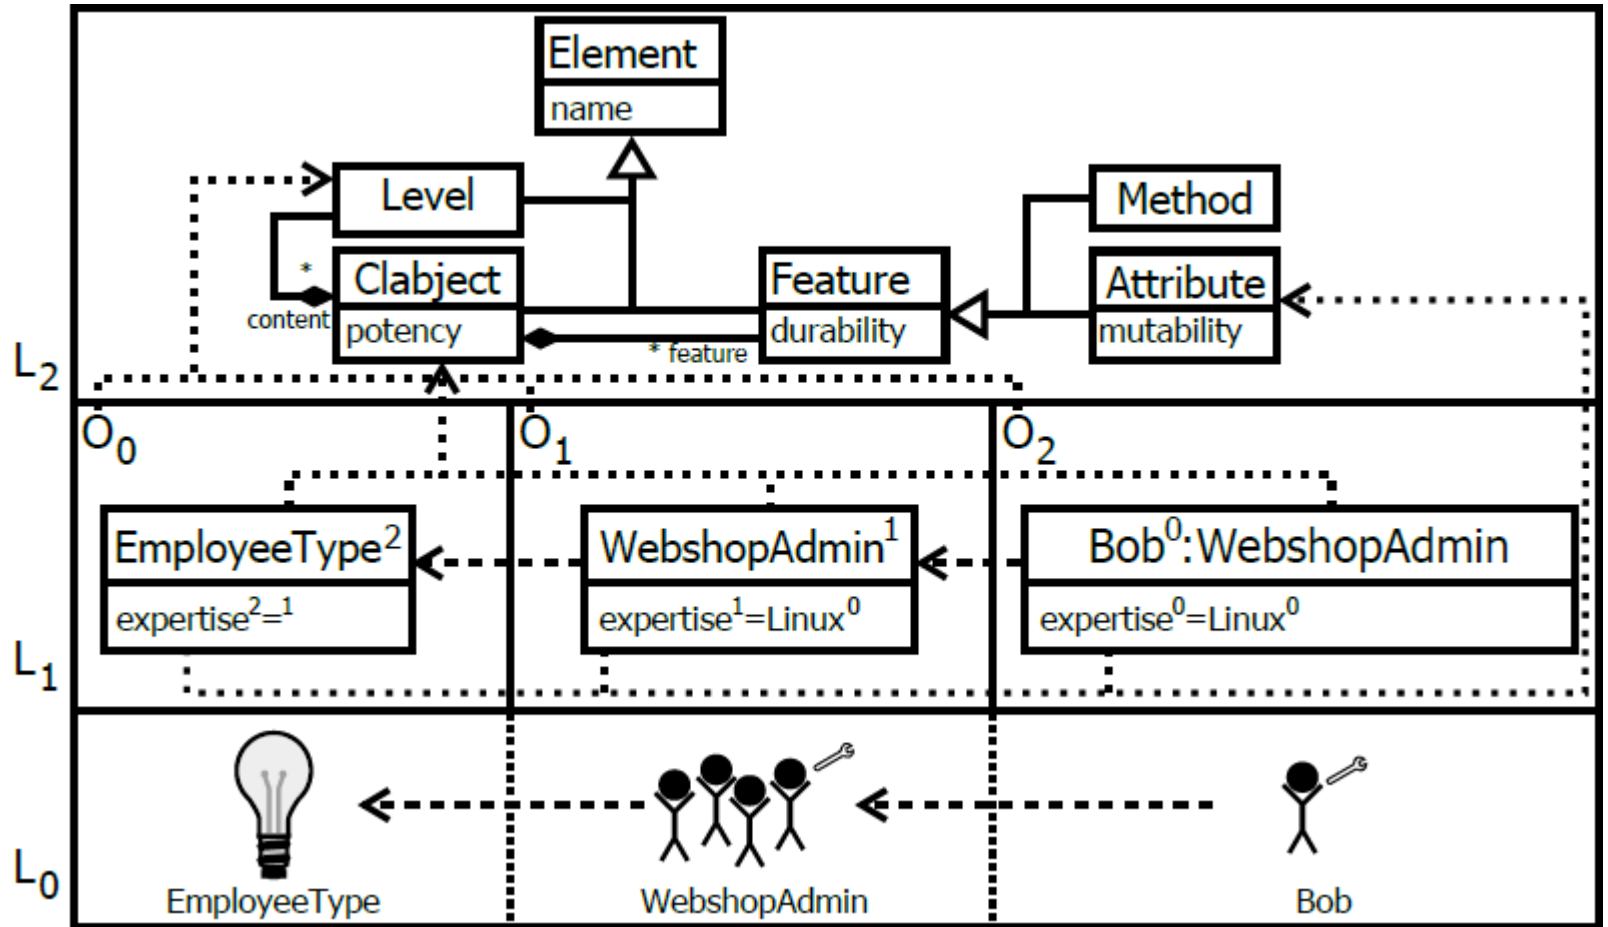 Element
name
Level
Method
Clabject
Feature
Attribute
*
content
potency
* feature
durability
mutability
L2
O0
O1
O2
EmployeeType2
WebshopAdmin1
Bob0:WebshopAdmin
expertise2=1
expertise1=Linux0
expertise0=Linux0
L1
L0
EmployeeType
WebshopAdmin
Bob